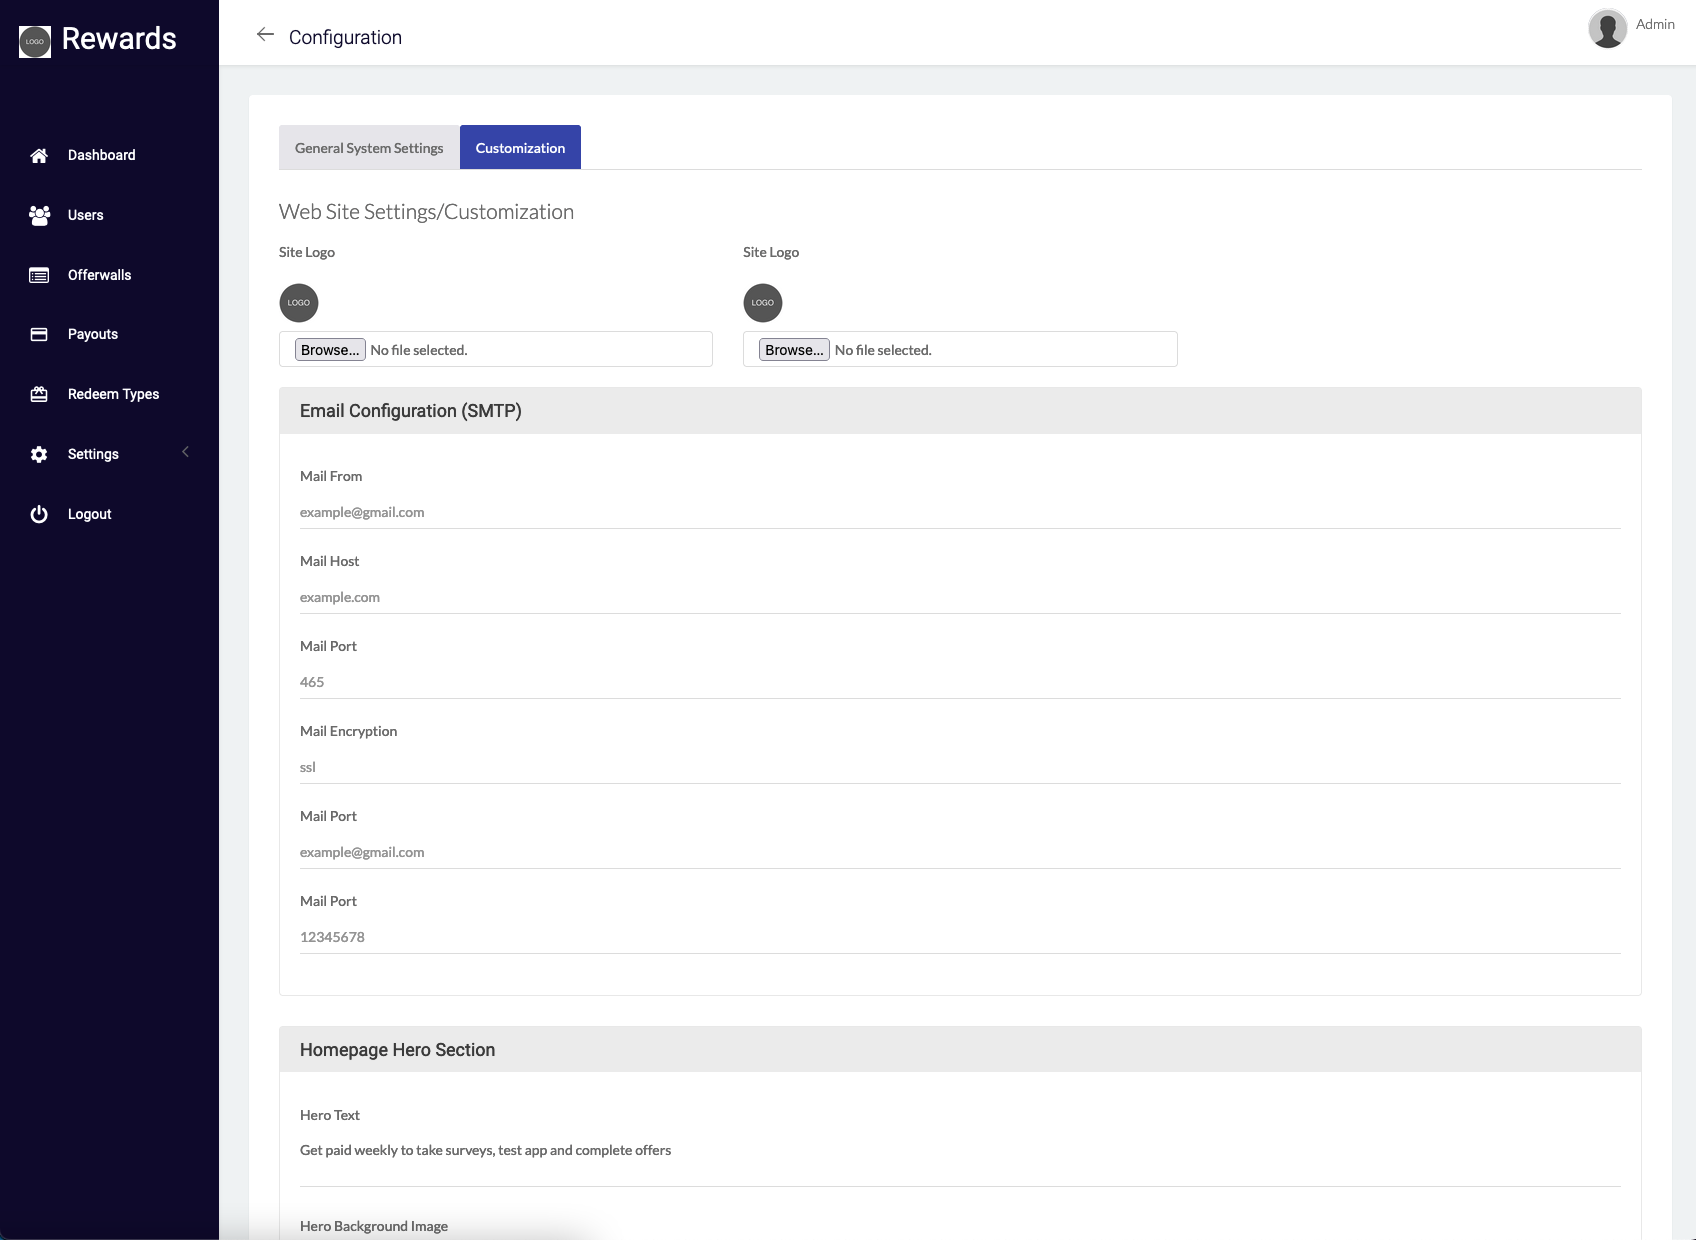 LOGO Rewards
Configuration
Admin
Dashboard
Users
Offerwalls
Payouts
Redeem Types
Settings
Logout
General System Settings Customization
Web Site Settings/Customization
Site Logo Site Logo
LOGO LOGO
Browse... No file selected. Browse... No file selected.
Email Configuration (SMTP)
Mail From
example@gmail.com
Mail Host
example.com
Mail Port
465
Mail Encryption
ssl
Mail Port
example@gmail.com
Mail Port
12345678
Homepage Hero Section
Hero Text
Get paid weekly to take surveys, test app and complete offers
Hero Background Image